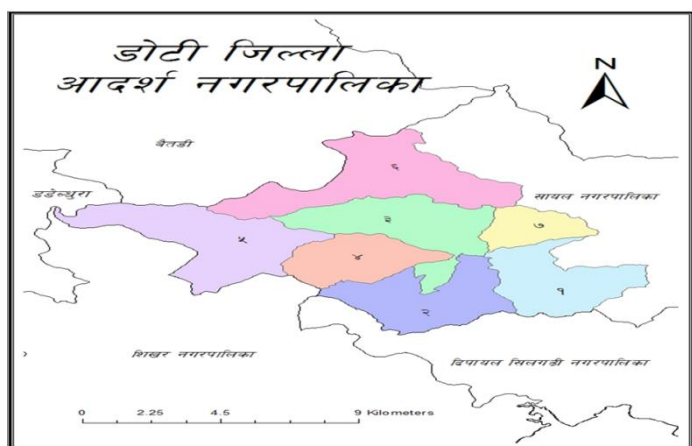 डोटी जिल्ला
आदर्श नगरपालिका
N
बैतडी
६
डडेल्धुरा
सायल नगरपालिका
३
७
५
४
१
२
शिखर नगरपालिका
दिपायल सिलगढी नगरपालिका
0 2.25 4.5 9 Kilometers